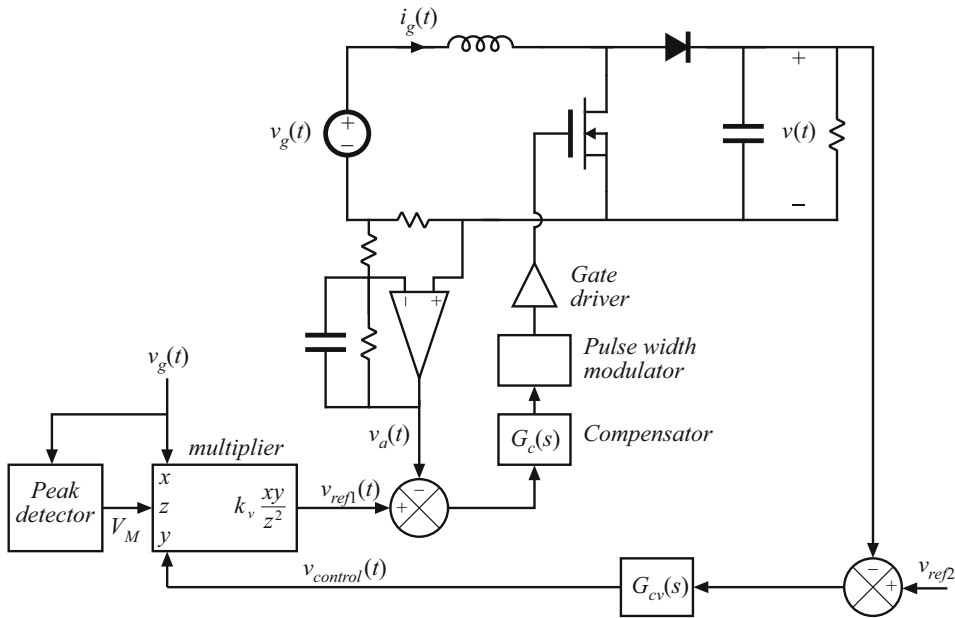 i_g(t)
+
v_g(t)
−
+
v(t)
−
Gate
driver
−
+
Pulse width
modulator
v_g(t)
v_a(t)
G_c(s)
Compensator
multiplier
Peak
detector
V_M
x
z
y
k_v xy/z^2
v_ref1(t)
+
−
v_control(t)
G_cv(s)
−
+
v_ref2